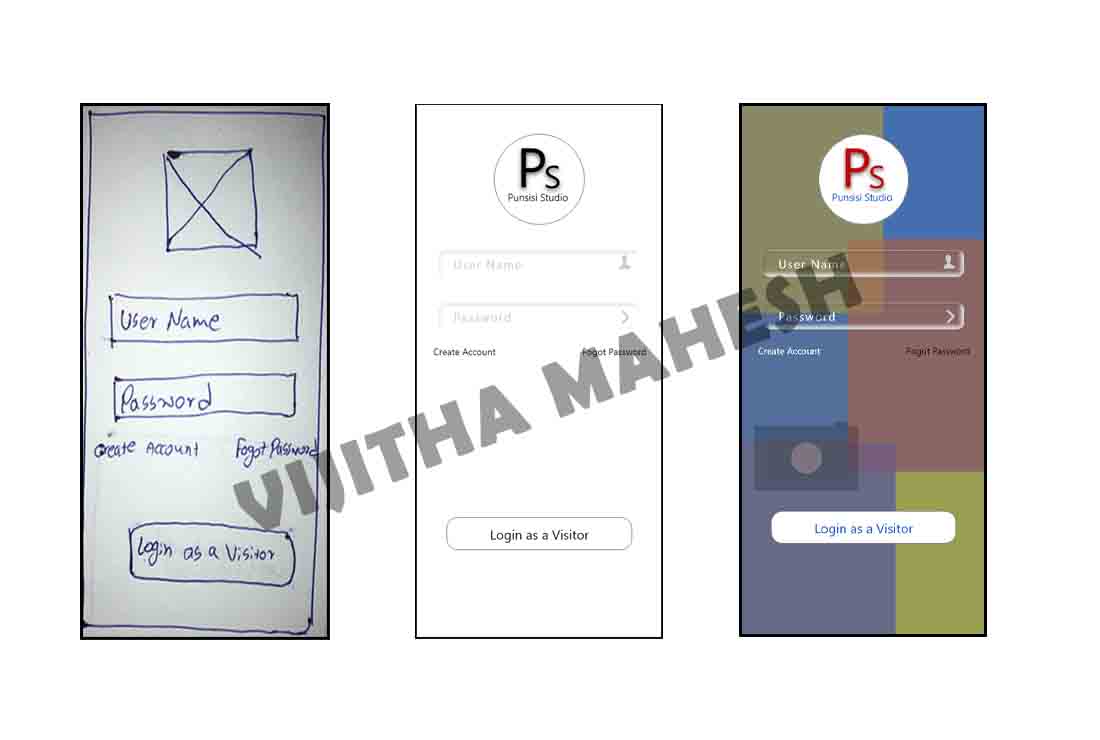 User Name
Password
Create Account Fogot Password
Login as a Visitor
Ps
Punsisi Studio
User Name
Password
Create Account Fogot Password
Login as a Visitor
Ps
Punsisi Studio
User Name
Password
Create Account Fogot Password
Login as a Visitor
VIJITHA MAHESH